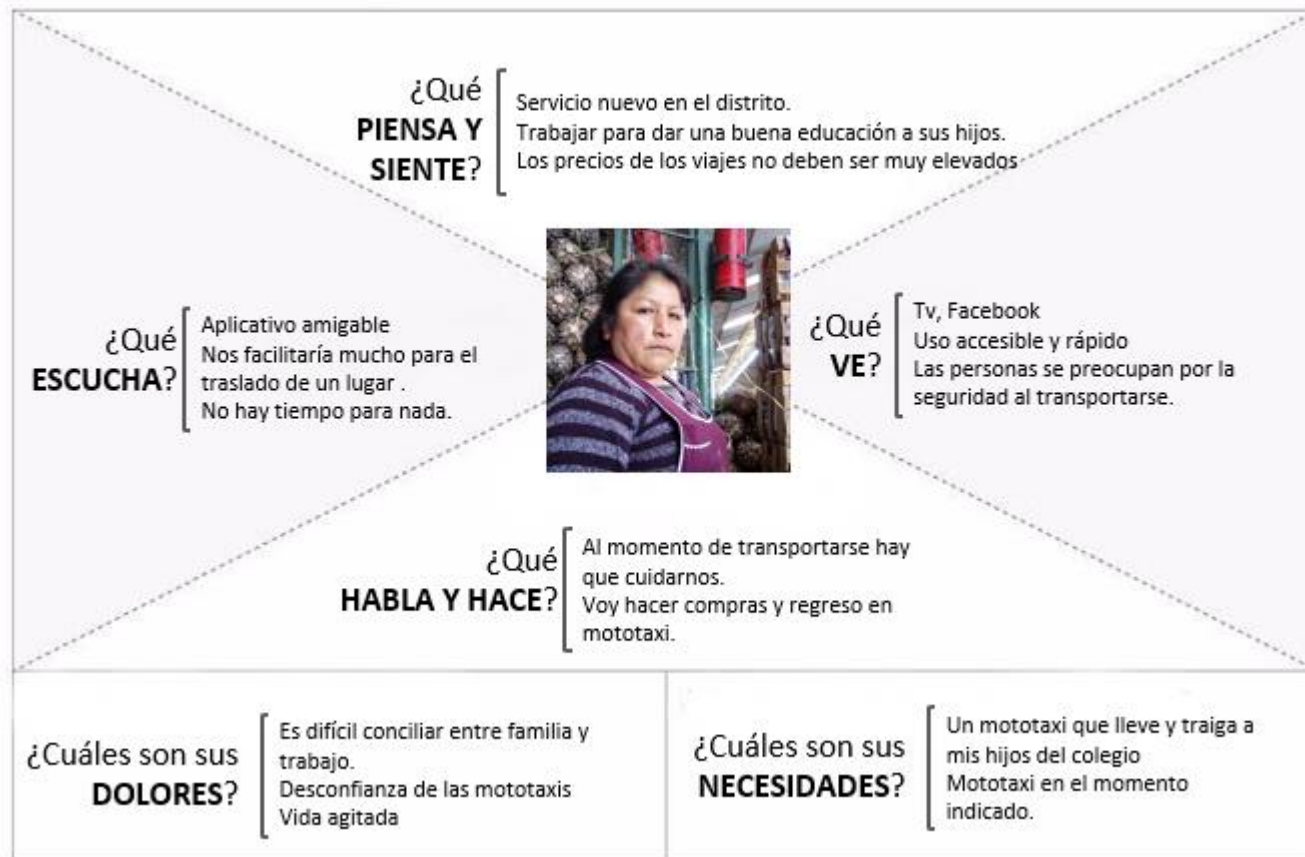 ¿Qué
PIENSA Y
SIENTE?
Servicio nuevo en el distrito.
Trabajar para dar una buena educación a sus hijos.
Los precios de los viajes no deben ser muy elevados
¿Qué
ESCUCHA?
Aplicativo amigable
Nos facilitaría mucho para el
traslado de un lugar .
No hay tiempo para nada.
¿Qué
VE?
Tv, Facebook
Uso accesible y rápido
Las personas se preocupan por la
seguridad al transportarse.
¿Qué
HABLA Y HACE?
Al momento de transportarse hay
que cuidarnos.
Voy hacer compras y regreso en
mototaxi.
¿Cuáles son sus
DOLORES?
Es difícil conciliar entre familia y
trabajo.
Desconfianza de las mototaxis
Vida agitada
¿Cuáles son sus
NECESIDADES?
Un mototaxi que lleve y traiga a
mis hijos del colegio
Mototaxi en el momento
indicado.